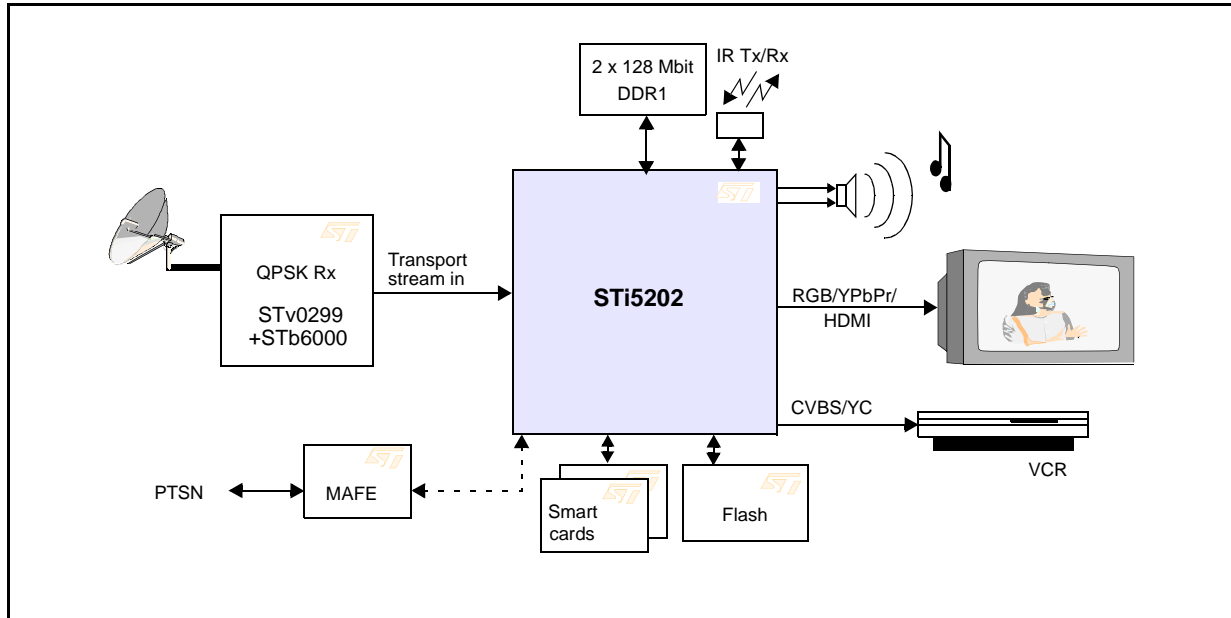 2 x 128 Mbit
DDR1
IR Tx/Rx
QPSK Rx
STv0299
+STb6000
Transport
stream in
STi5202
RGB/YPbPr/
HDMI
CVBS/YC
VCR
PTSN
MAFE
Smart
cards
Flash